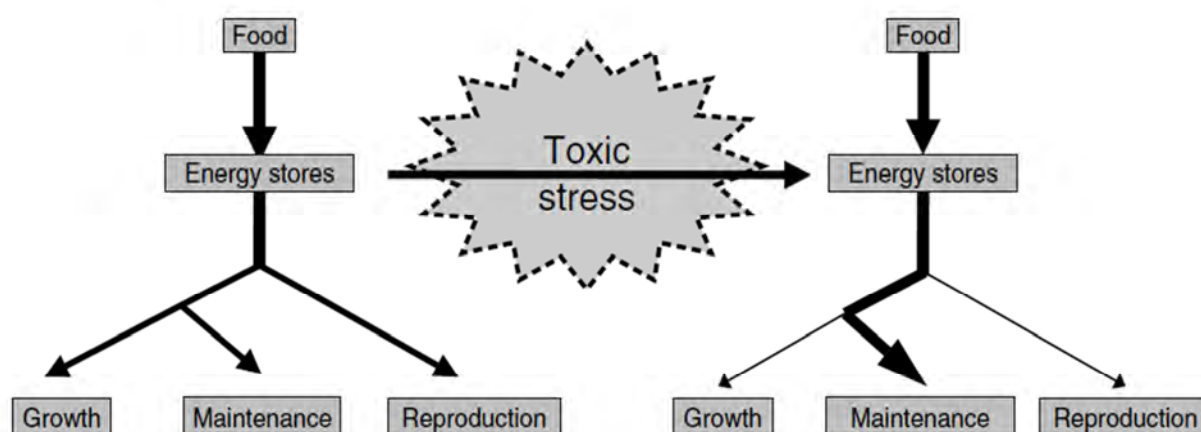 Food
Food
Toxic
stress
Energy stores
Energy stores
Growth
Maintenance
Reproduction
Growth
Maintenance
Reproduction